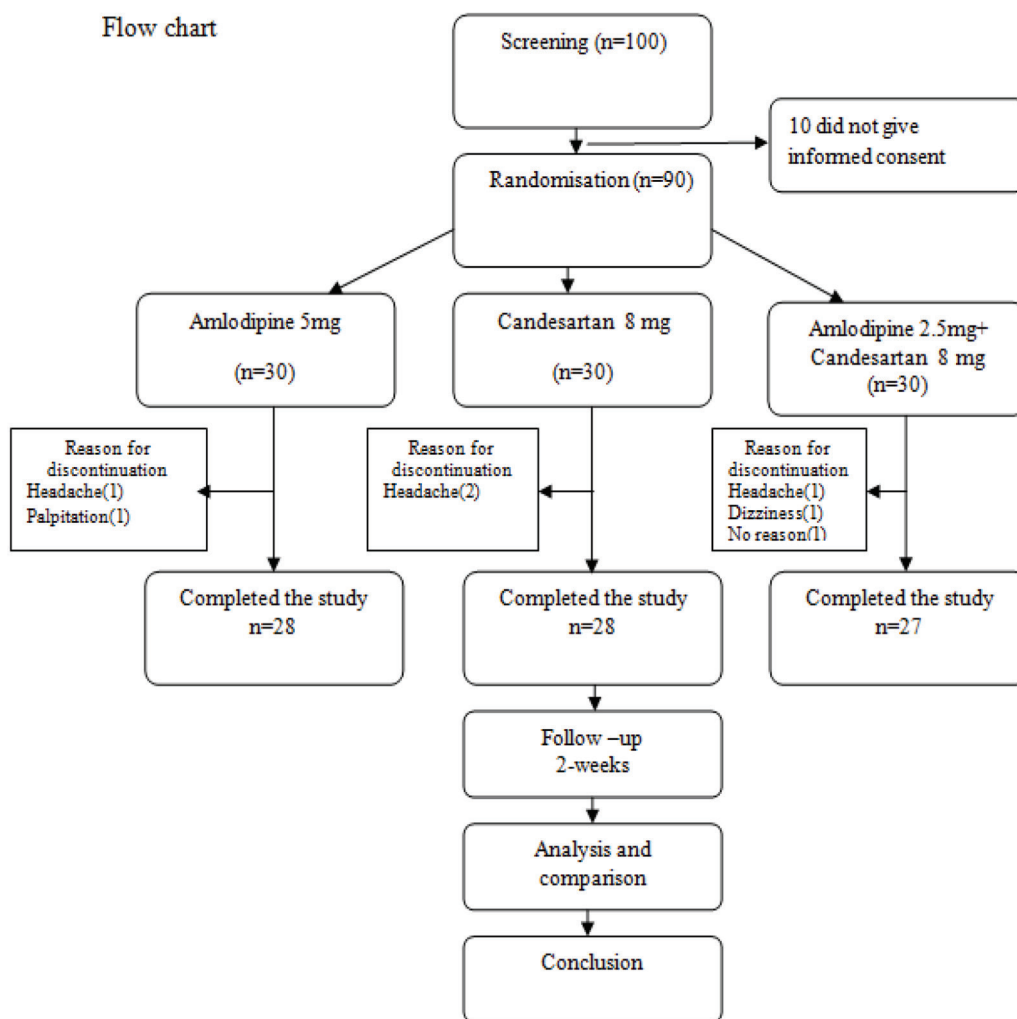 Flow chart
Screening (n=100)
10 did not give
informed consent
Randomisation (n=90)
Amlodipine 5mg
(n=30)
Candesartan 8 mg
(n=30)
Amlodipine 2.5mg+
Candesartan 8 mg
(n=30)
Reason for
discontinuation
Headache(1)
Palpitation(1)
Reason for
discontinuation
Headache(2)
Reason for
discontinuation
Headache(1)
Dizziness(1)
No reason(1)
Completed the study
n=28
Completed the study
n=28
Completed the study
n=27
Follow –up
2-weeks
Analysis and
comparison
Conclusion